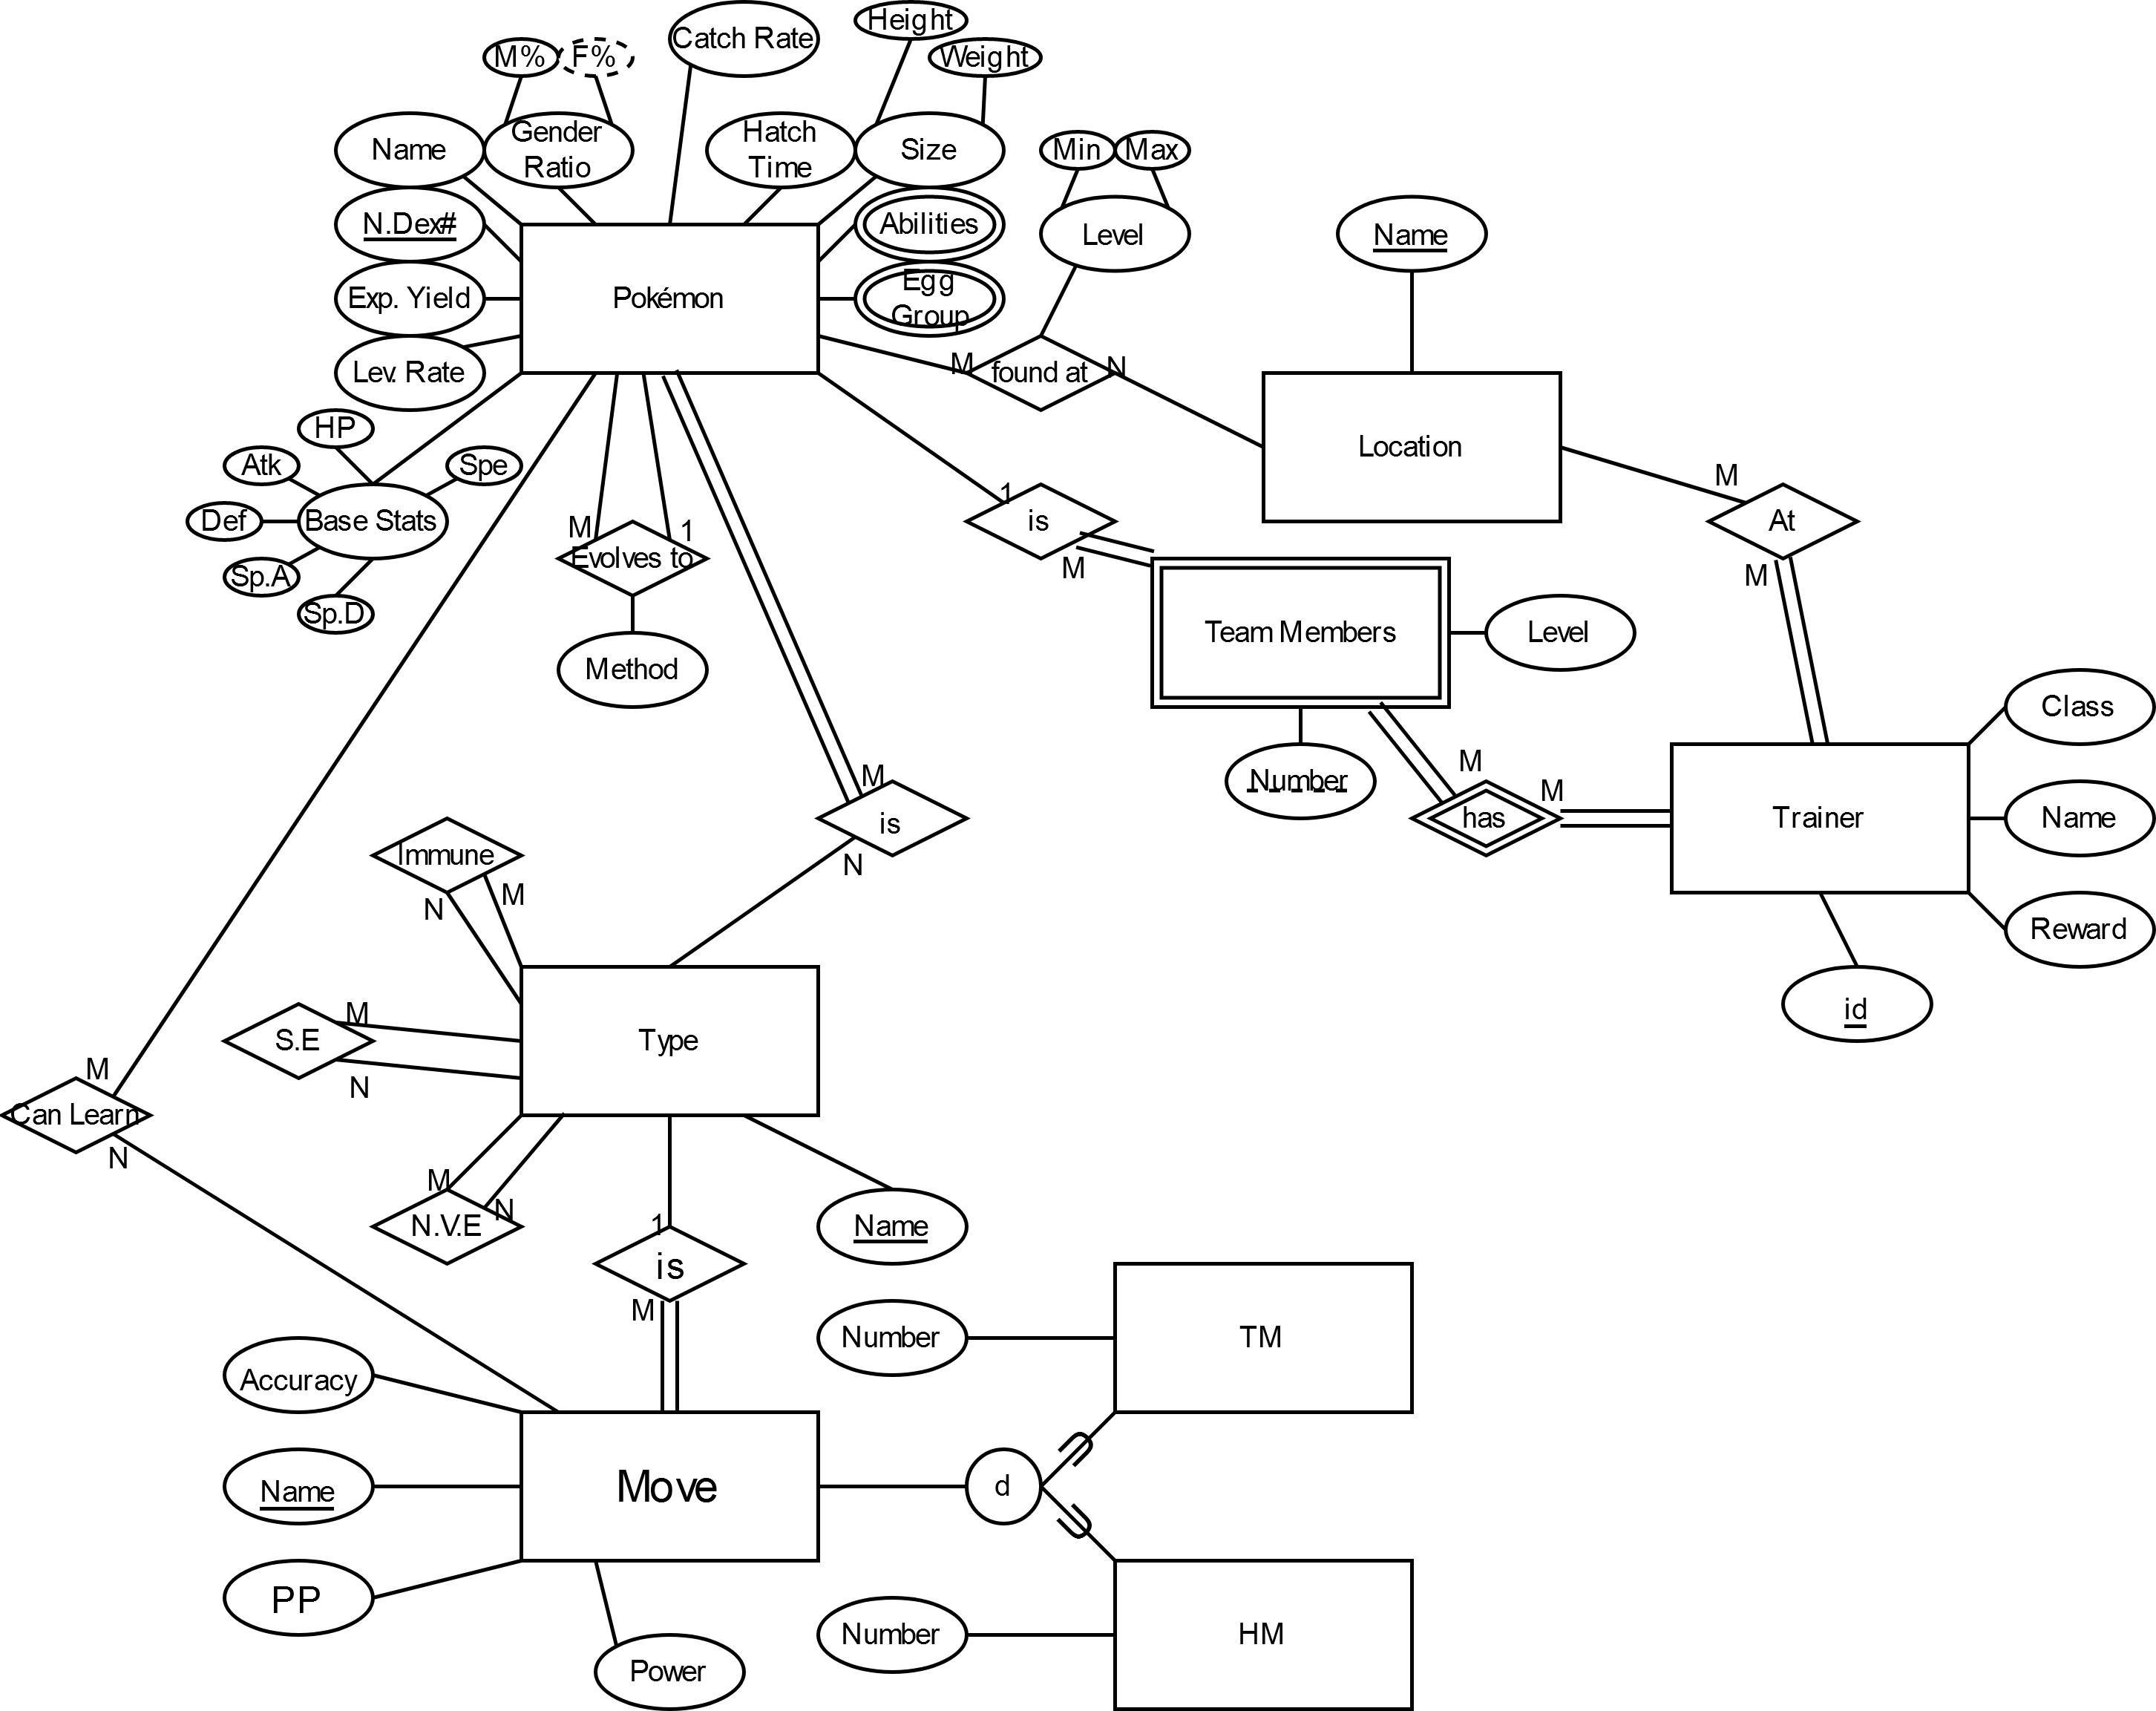 Height
Catch Rate
M%
F%
Weight
Name
Gender
Ratio
Hatch
Time
Size
Min
Max
N.Dex#
Abilities
Level
Name
Exp. Yield
Pokémon
Egg
Group
Lev. Rate
M
found at
N
HP
Location
Atk
Spe
M
Def
Base Stats
1
is
At
M
1
Evolves to
M
M
Sp.A
Sp.D
Team Members
Level
Method
Class
Number
M
M
M
is
has
Trainer
Name
Immune
N
M
N
Reward
id
M
S.E
Type
N
M
Can Learn
N
M
N
N.V.E
1
Name
is
M
Number
TM
Accuracy
Name
Move
d
PP
Number
HM
Power